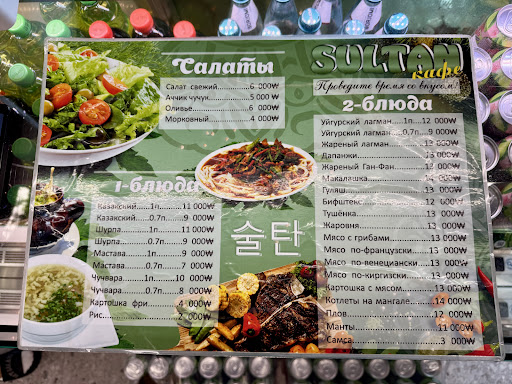 Салаты
Салат свежий.........6 000₩
Аччик чучук..........5 000₩
Оливье...............6 000₩
Морковный............4 000₩
1-блюда
Казахский......1п.........11 000₩
Казахский......0.7п.......9 000₩
Шурпа..........1п.........11 000₩
Шурпа..........0.7п.......9 000₩
Мастава........1п.........9 000₩
Мастава........0.7п.......7 000₩
Чучвара........1п.........10 000₩
Чучвара........0.7п.......8 000₩
Картошка фри..............4 000₩
Рис.......................2 000₩
술탄
SULTAN
кафе
Проведите время со вкусом!
2-блюда
Уйгурский лагман.....1п...12 000₩
Уйгурский лагман.....0.7п...9 000₩
Жареный лагман............13 000₩
Дапанжи...................
Жареный Ган-Фан...........13 000₩
Макалашка.................
Гуляш.....................13 000₩
Бифштекс..................
Тушёнка...................13 000₩
Жаровня...................13 000₩
Мясо с грибами............13 000₩
Мясо по-французски........13 000₩
Мясо по-венециански.......13 000₩
Мясо по-киргизски.........13 000₩
Картошка с мясом..........13 000₩
Котлеты на мангале........14 000₩
Плов......................12 000₩
Манты.....................11 000₩
Самса.....................3 000₩